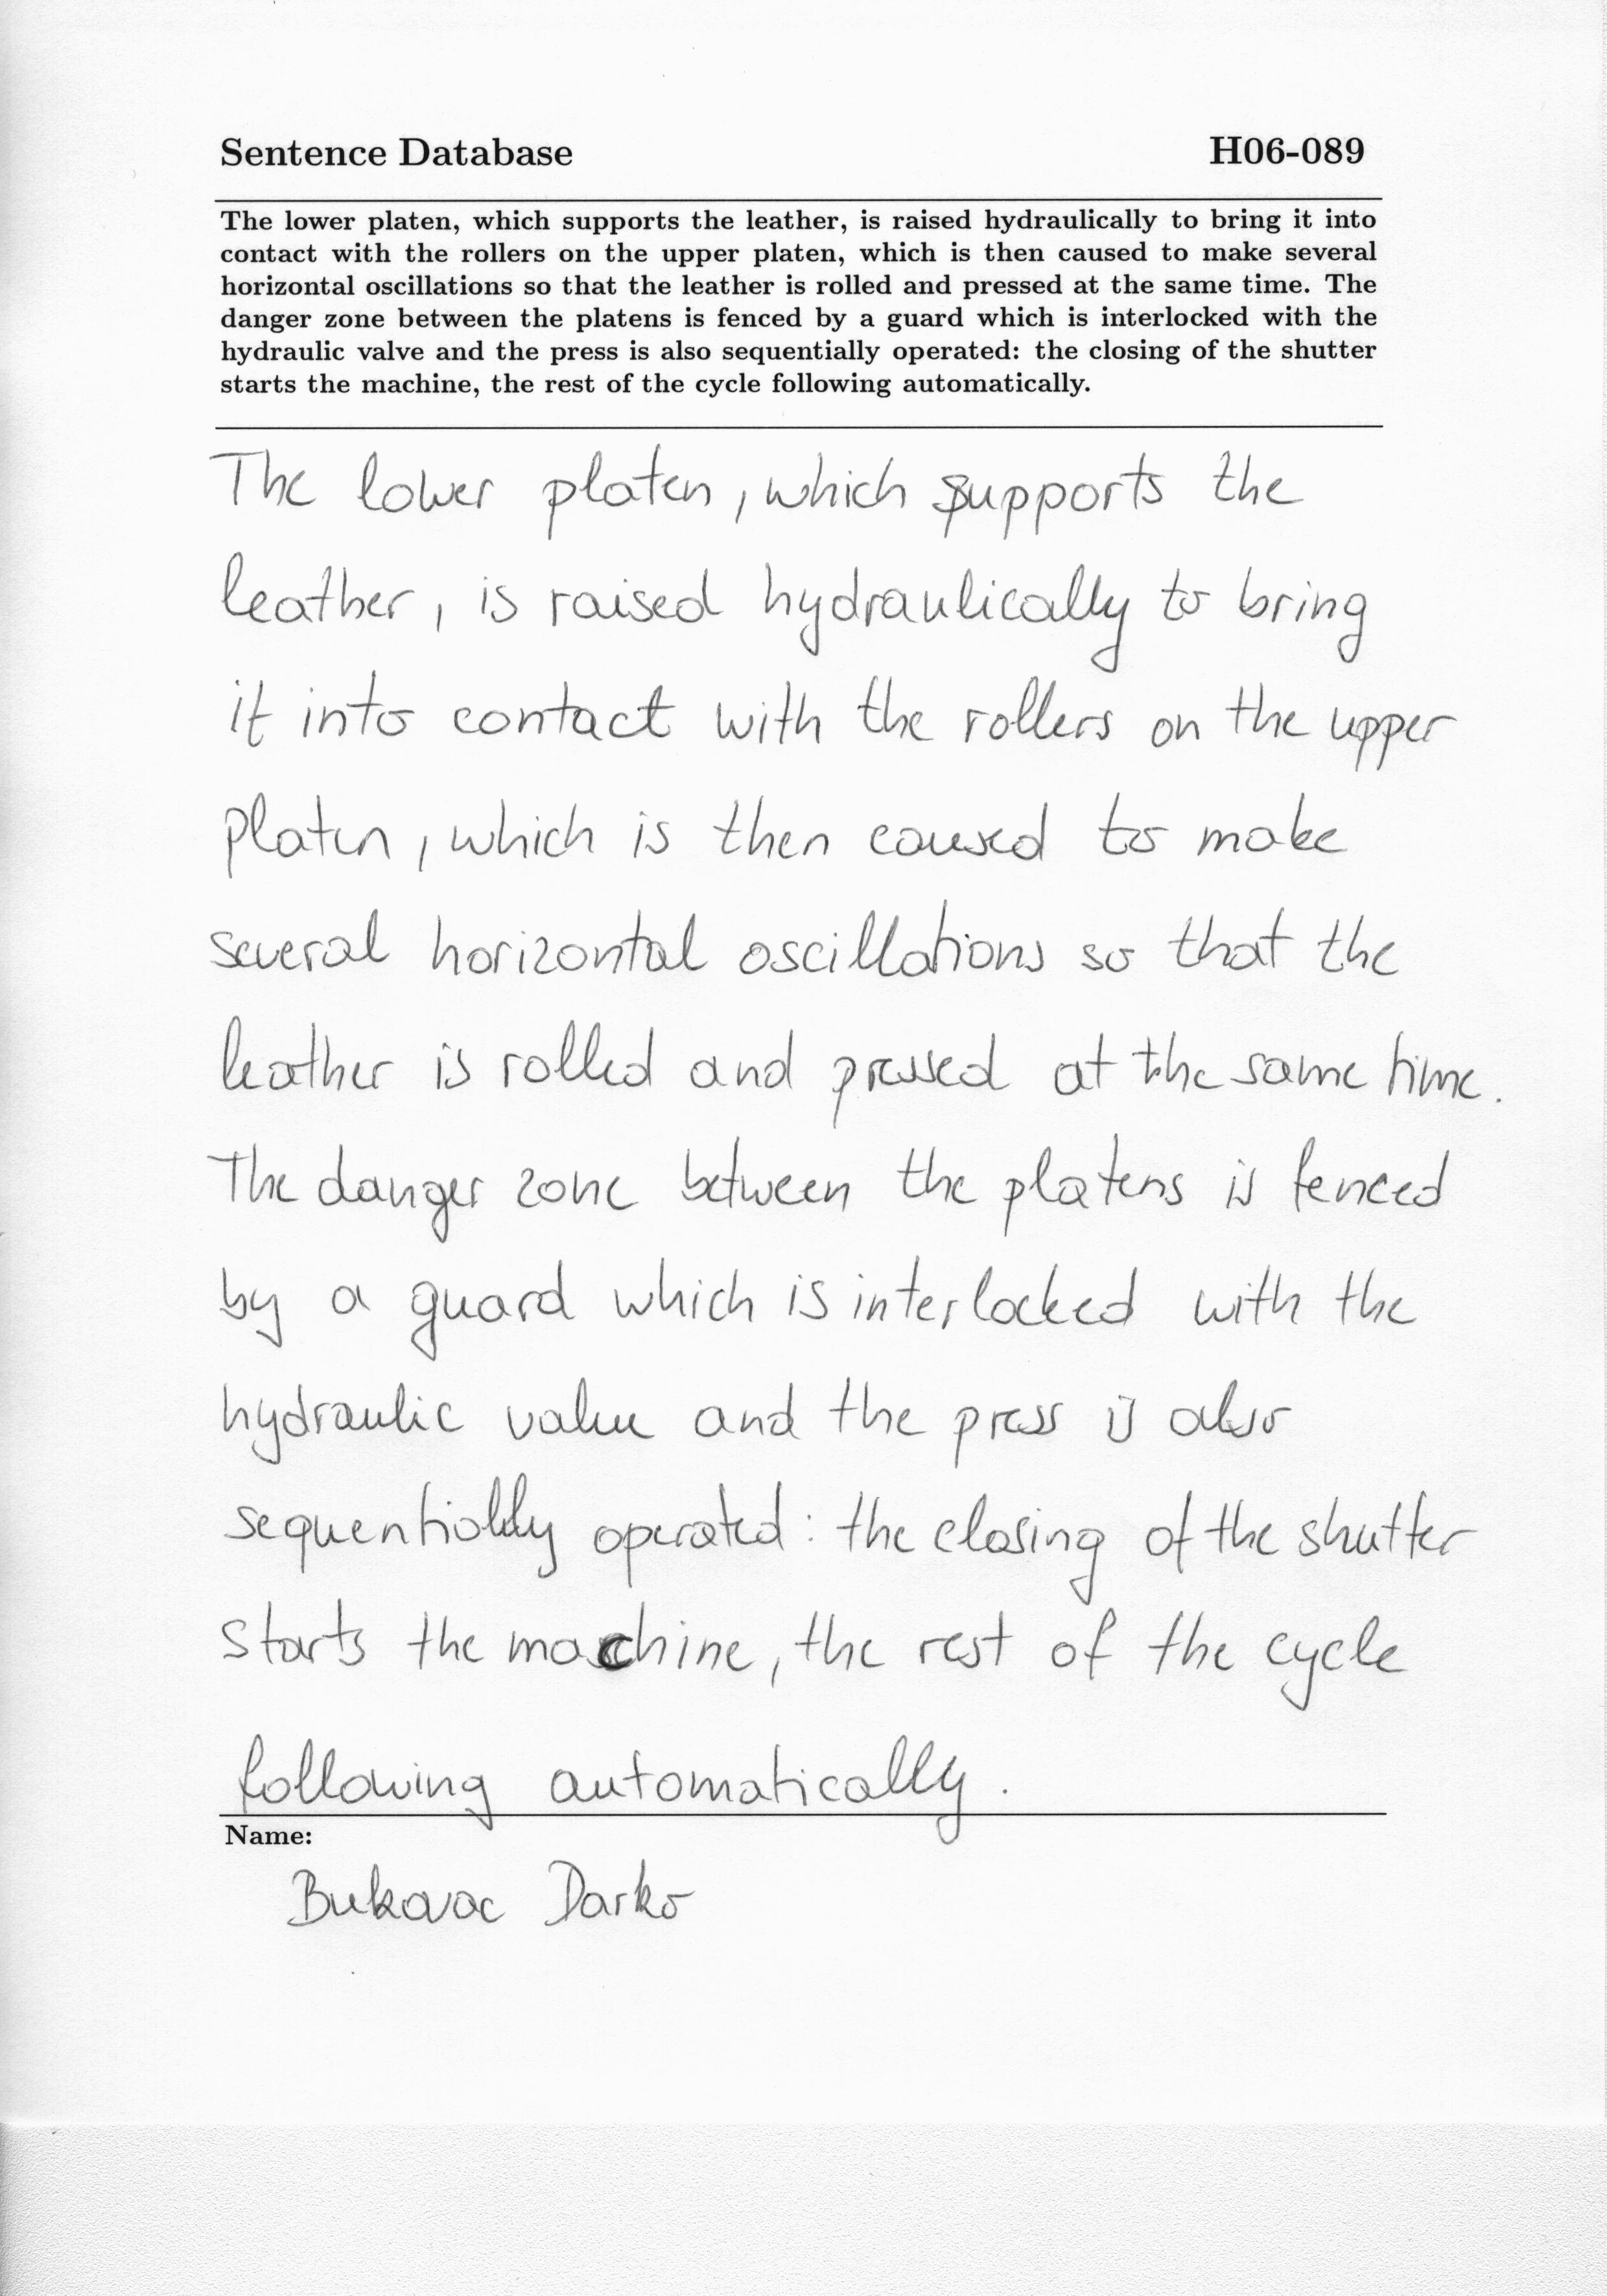 Sentence Database H06-089
The lower platen, which supports the leather, is raised hydraulically to bring it into
contact with the rollers on the upper platen, which is then caused to make several
horizontal oscillations so that the leather is rolled and pressed at the same time. The
danger zone between the platens is fenced by a guard which is interlocked with the
hydraulic valve and the press is also sequentially operated: the closing of the shutter
starts the machine, the rest of the cycle following automatically.
The lower platen, which supports the
leather, is raised hydraulically to bring
it into contact with the rollers on the upper
platen, which is then caused to make
several horizontal oscillations so that the
leather is rolled and pressed at the same time.
The danger zone between the platens is fenced
by a guard which is interlocked with the
hydraulic value and the press is also
sequentially operated: the closing of the shutter
starts the machine, the rest of the cycle
following automatically.
Name:
Bukovac Darko